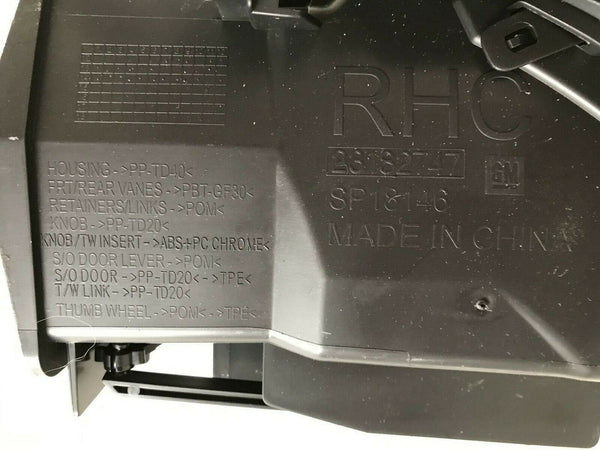 RHC
SP18146
GM
MADE IN CHINA
HOUSING->PP-TD40<
FRT/REAR VANES->PBT-GF30<
RETAINERS/LINKS->POM<
KNOB->PP-TD20<
KNOB/TW INSERT->ABS+PC CHROME<
S/O DOOR LEVER->POM<
S/O DOOR->PP-TD20<->TPE<
T/W LINK->PP-TD20<
THUMB WHEEL->POM<->TPE<